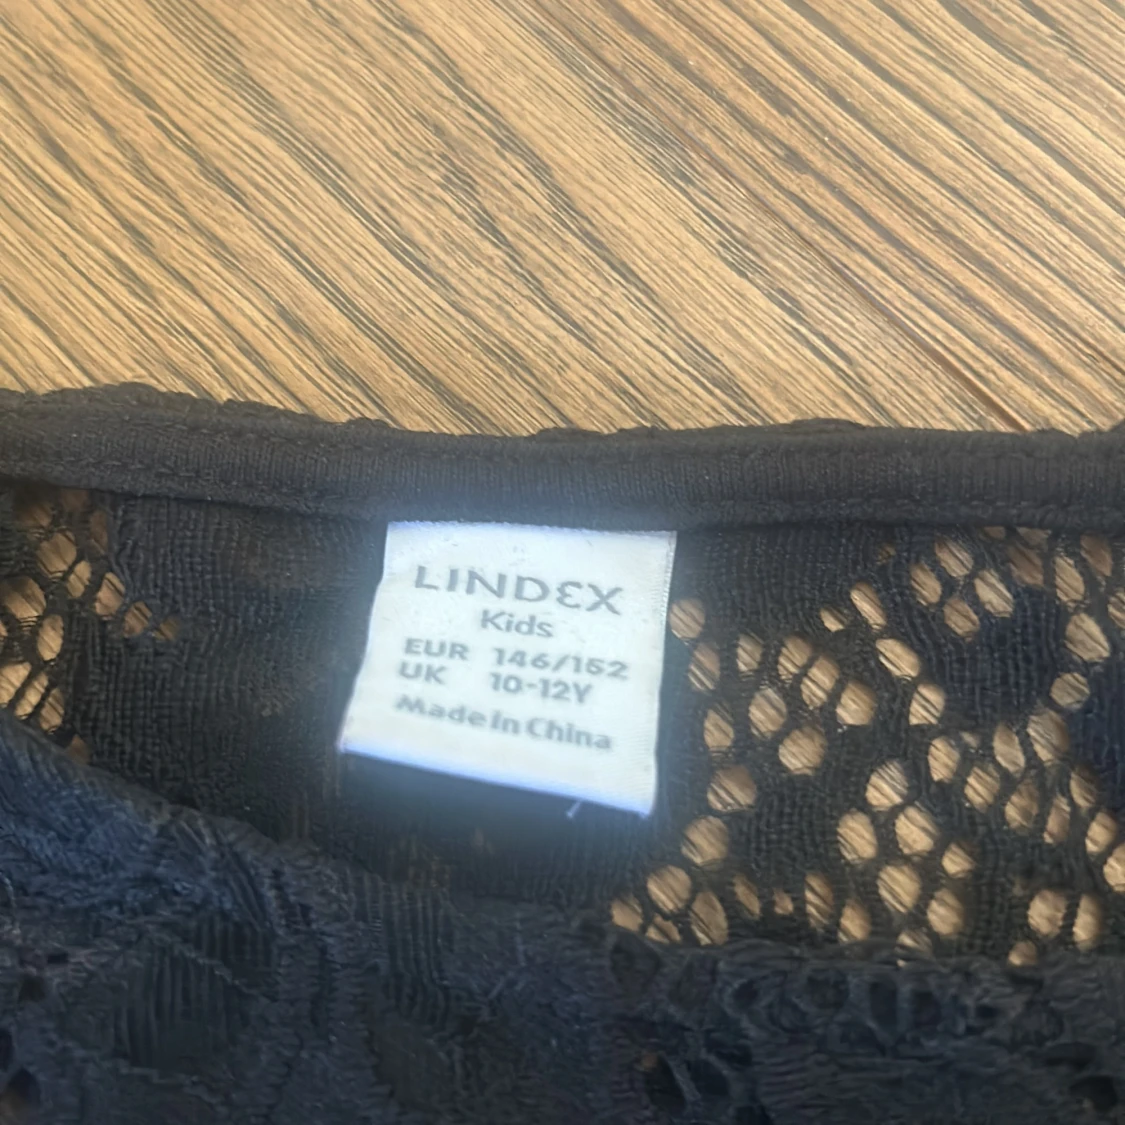 LINDEX
Kids
EUR 146/152
UK 10-12Y
Made in China